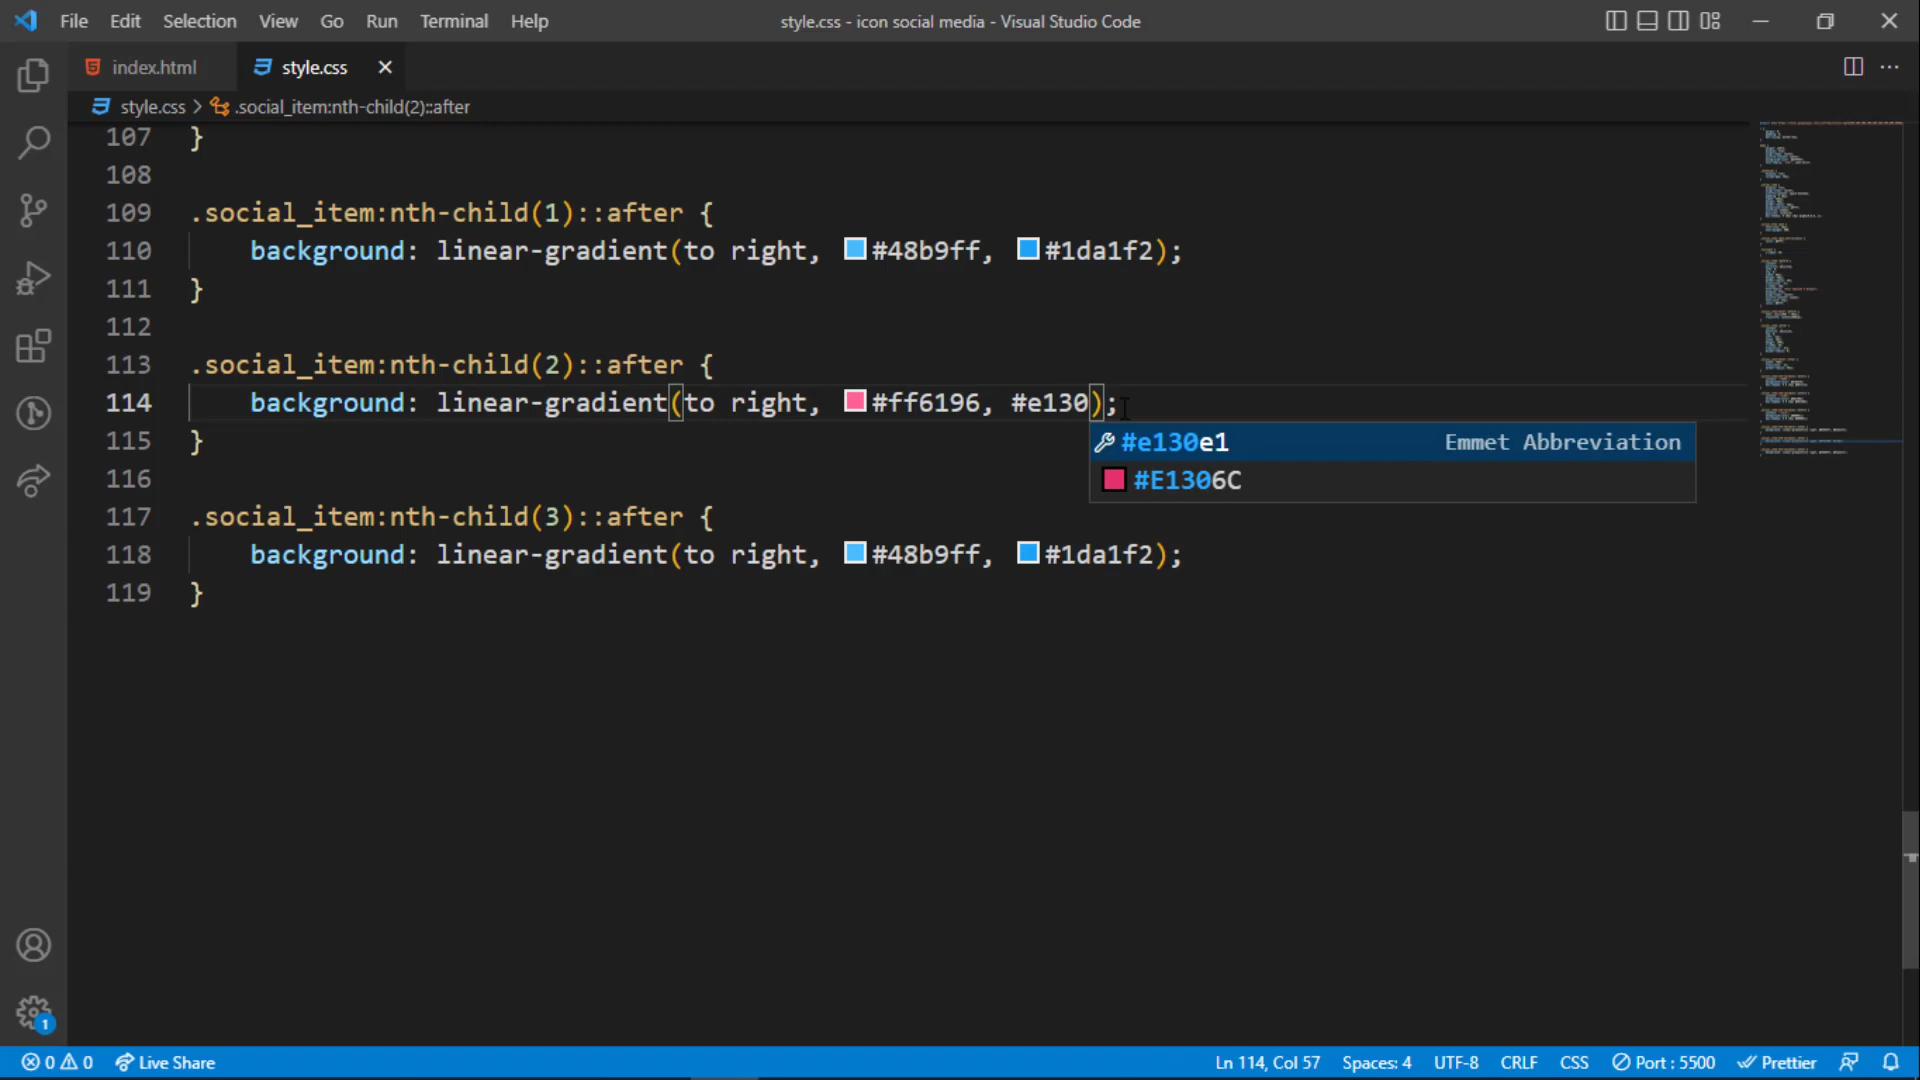 File Edit Selection View Go Run Terminal Help
style.css - icon social media - Visual Studio Code
index.html
style.css
style.css > .social_item:nth-child(2)::after
107 }
108
109 .social_item:nth-child(1)::after {
110 background: linear-gradient(to right, #48b9ff, #1da1f2);
111 }
112
113 .social_item:nth-child(2)::after {
114 background: linear-gradient(to right, #ff6196, #e130);
#e130e1 Emmet Abbreviation
115 }
116
#E1306C
117 .social_item:nth-child(3)::after {
118 background: linear-gradient(to right, #48b9ff, #1da1f2);
119 }
1
0 0 Live Share
Ln 114, Col 57 Spaces: 4 UTF-8 CRLF CSS Port : 5500 Prettier